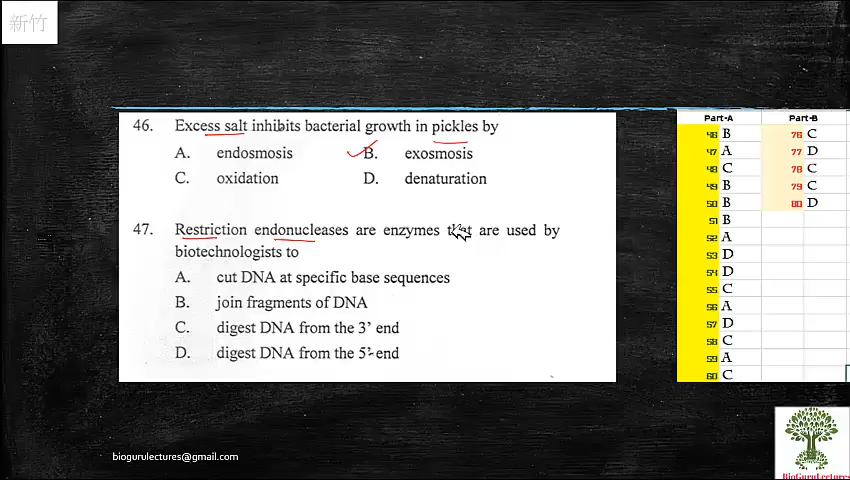 新竹
46. Excess salt inhibits bacterial growth in pickles by
A. endosmosis B. exosmosis
C. oxidation D. denaturation
47. Restriction endonucleases are enzymes that are used by
biotechnologists to
A. cut DNA at specific base sequences
B. join fragments of DNA
C. digest DNA from the 3' end
D. digest DNA from the 5' end
Part-A Part-B
46 B 76 C
47 A 77 D
48 C 78 C
49 B 79 C
50 B 80 D
51 B
52 A
53 D
54 D
55 C
56 A
57 D
58 C
59 A
60 C
biogurulectures@gmail.com
BioGuruLectures